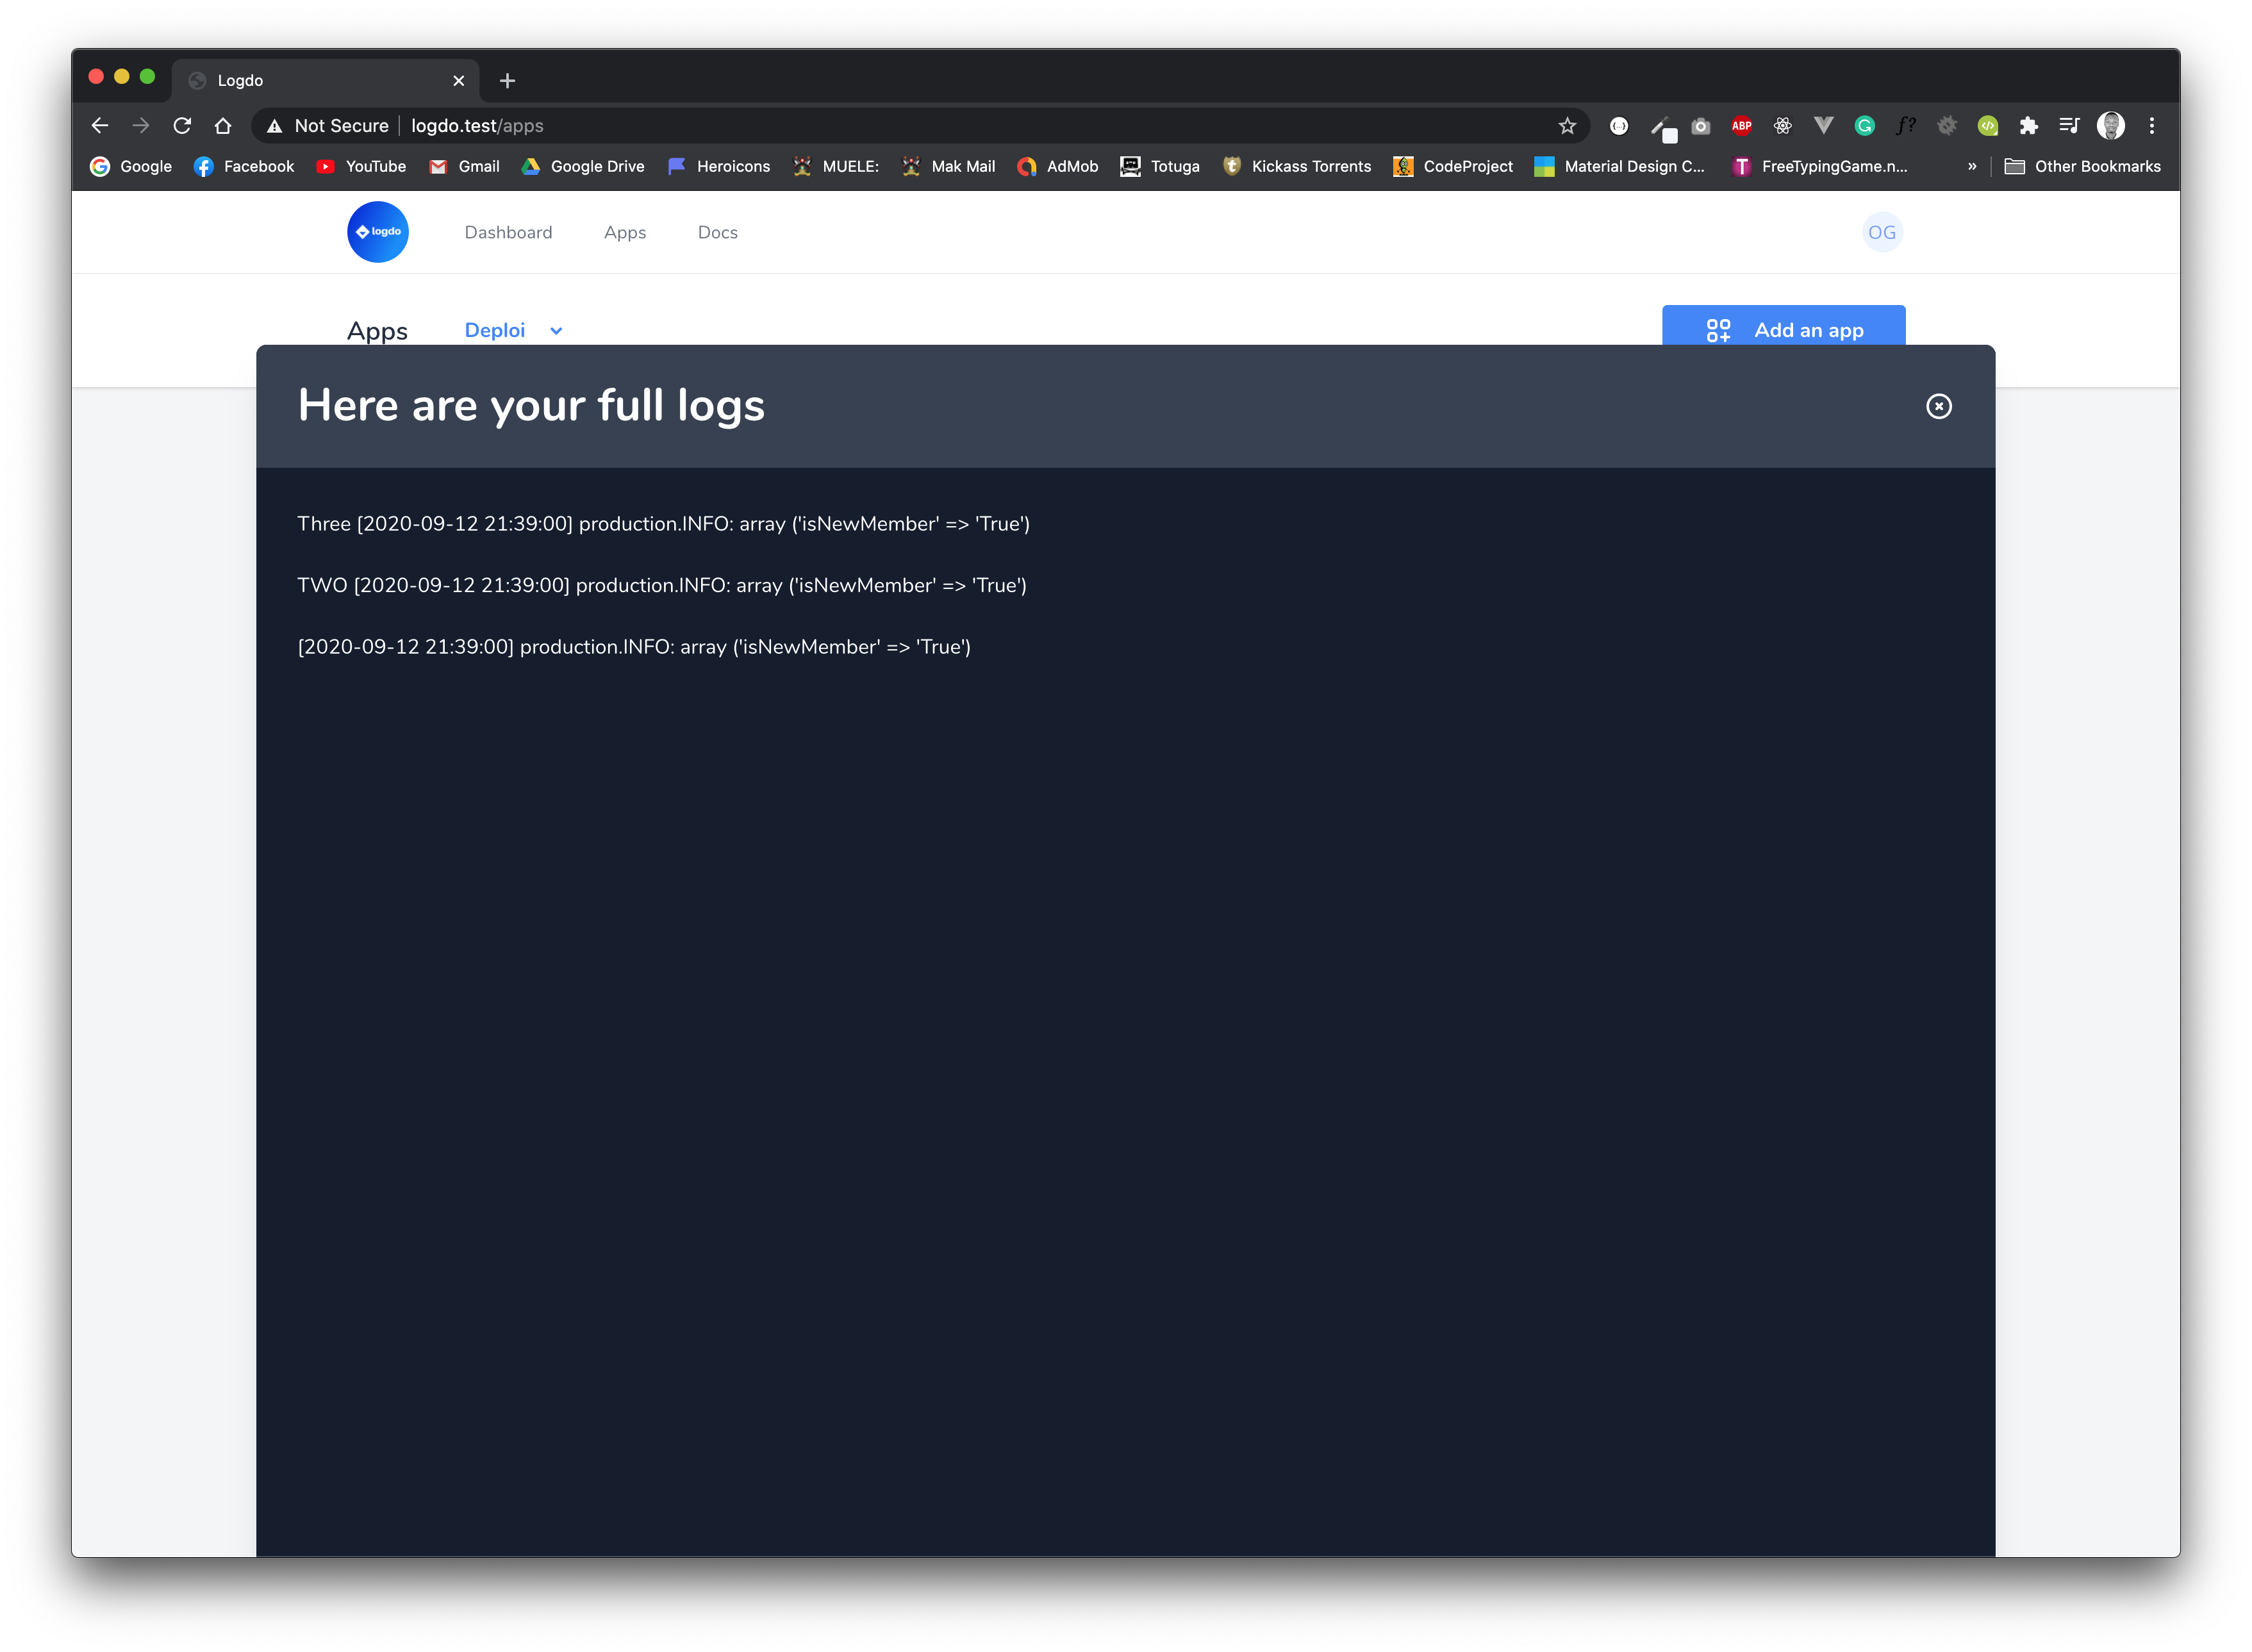 Logdo
Not Secure logdo.test/apps
ABP
f?
Google Facebook YouTube Gmail Google Drive Heroicons MUELE: Mak Mail AdMob Totuga Kickass Torrents CodeProject Material Design C... FreeTypingGame.n... » Other Bookmarks
logdo Dashboard Apps Docs OG
Apps Deploi Add an app
Here are your full logs
Three [2020-09-12 21:39:00] production.INFO: array ('isNewMember' => 'True')
TWO [2020-09-12 21:39:00] production.INFO: array ('isNewMember' => 'True')
[2020-09-12 21:39:00] production.INFO: array ('isNewMember' => 'True')